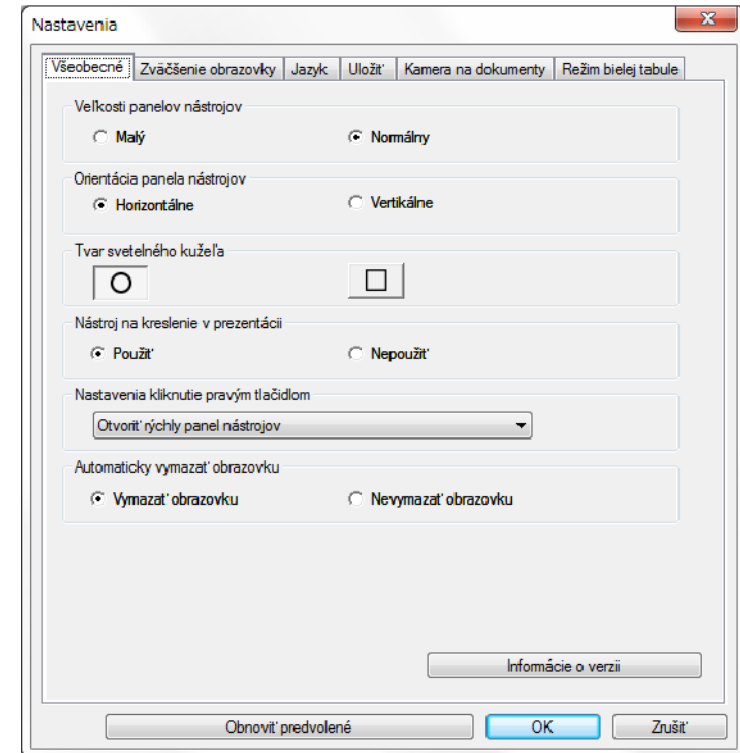 Nastavenia
Všeobecné Zväčšenie obrazovky Jazyk Uložiť Kamera na dokumenty Režim bielej tabule
Veľkosti panelov nástrojov
Malý Normálny
Orientácia panela nástrojov
Horizontálne Vertikálne
Tvar svetelného kužeľa
Nástroj na kreslenie v prezentácii
Použiť Nepoužiť
Nastavenia kliknutie pravým tlačidlom
Otvoriť rýchly panel nástrojov
Automaticky vymazať obrazovku
Vymazať obrazovku Nevymazať obrazovku
Informácie o verzii
Obnoviť predvolené OK Zrušiť